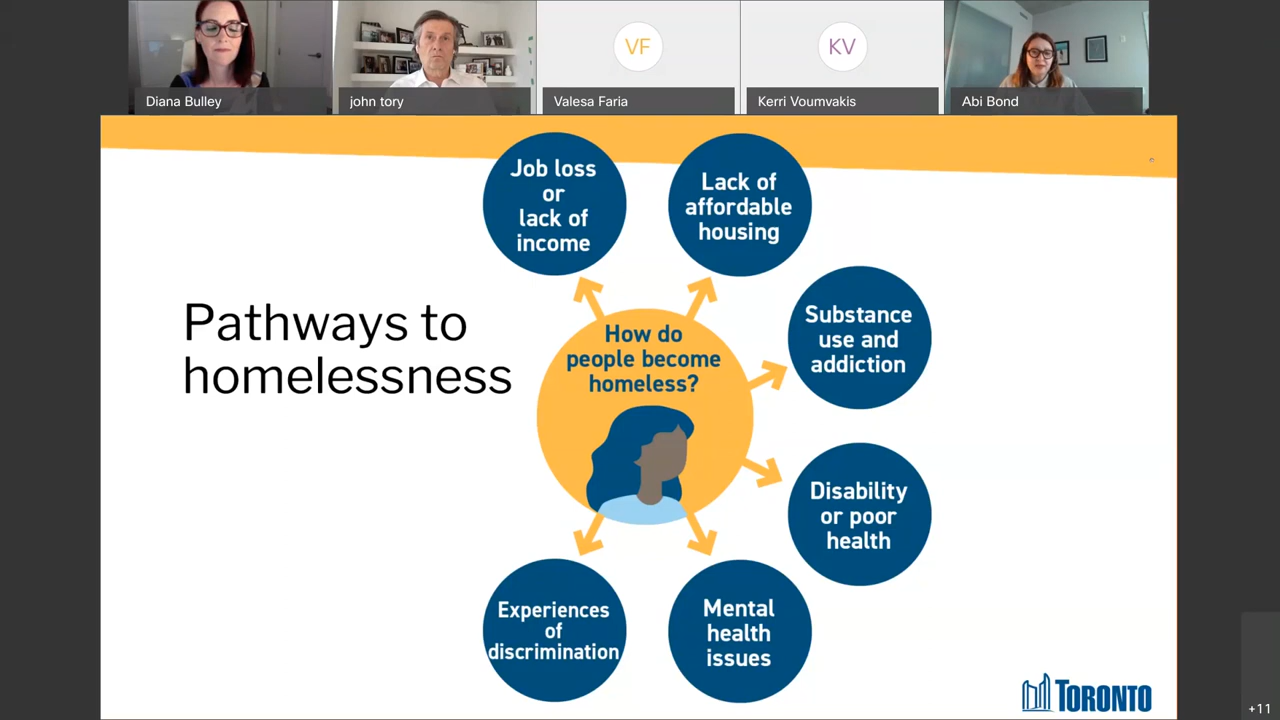 Diana Bulley
john tory
VF
Valesa Faria
KV
Kerri Voumvakis
Abi Bond
Pathways to
homelessness
How do
people become
homeless?
Job loss
or
lack of
income
Lack of
affordable
housing
Substance
use and
addiction
Disability
or poor
health
Mental
health
issues
Experiences
of
discrimination
TORONTO
+11